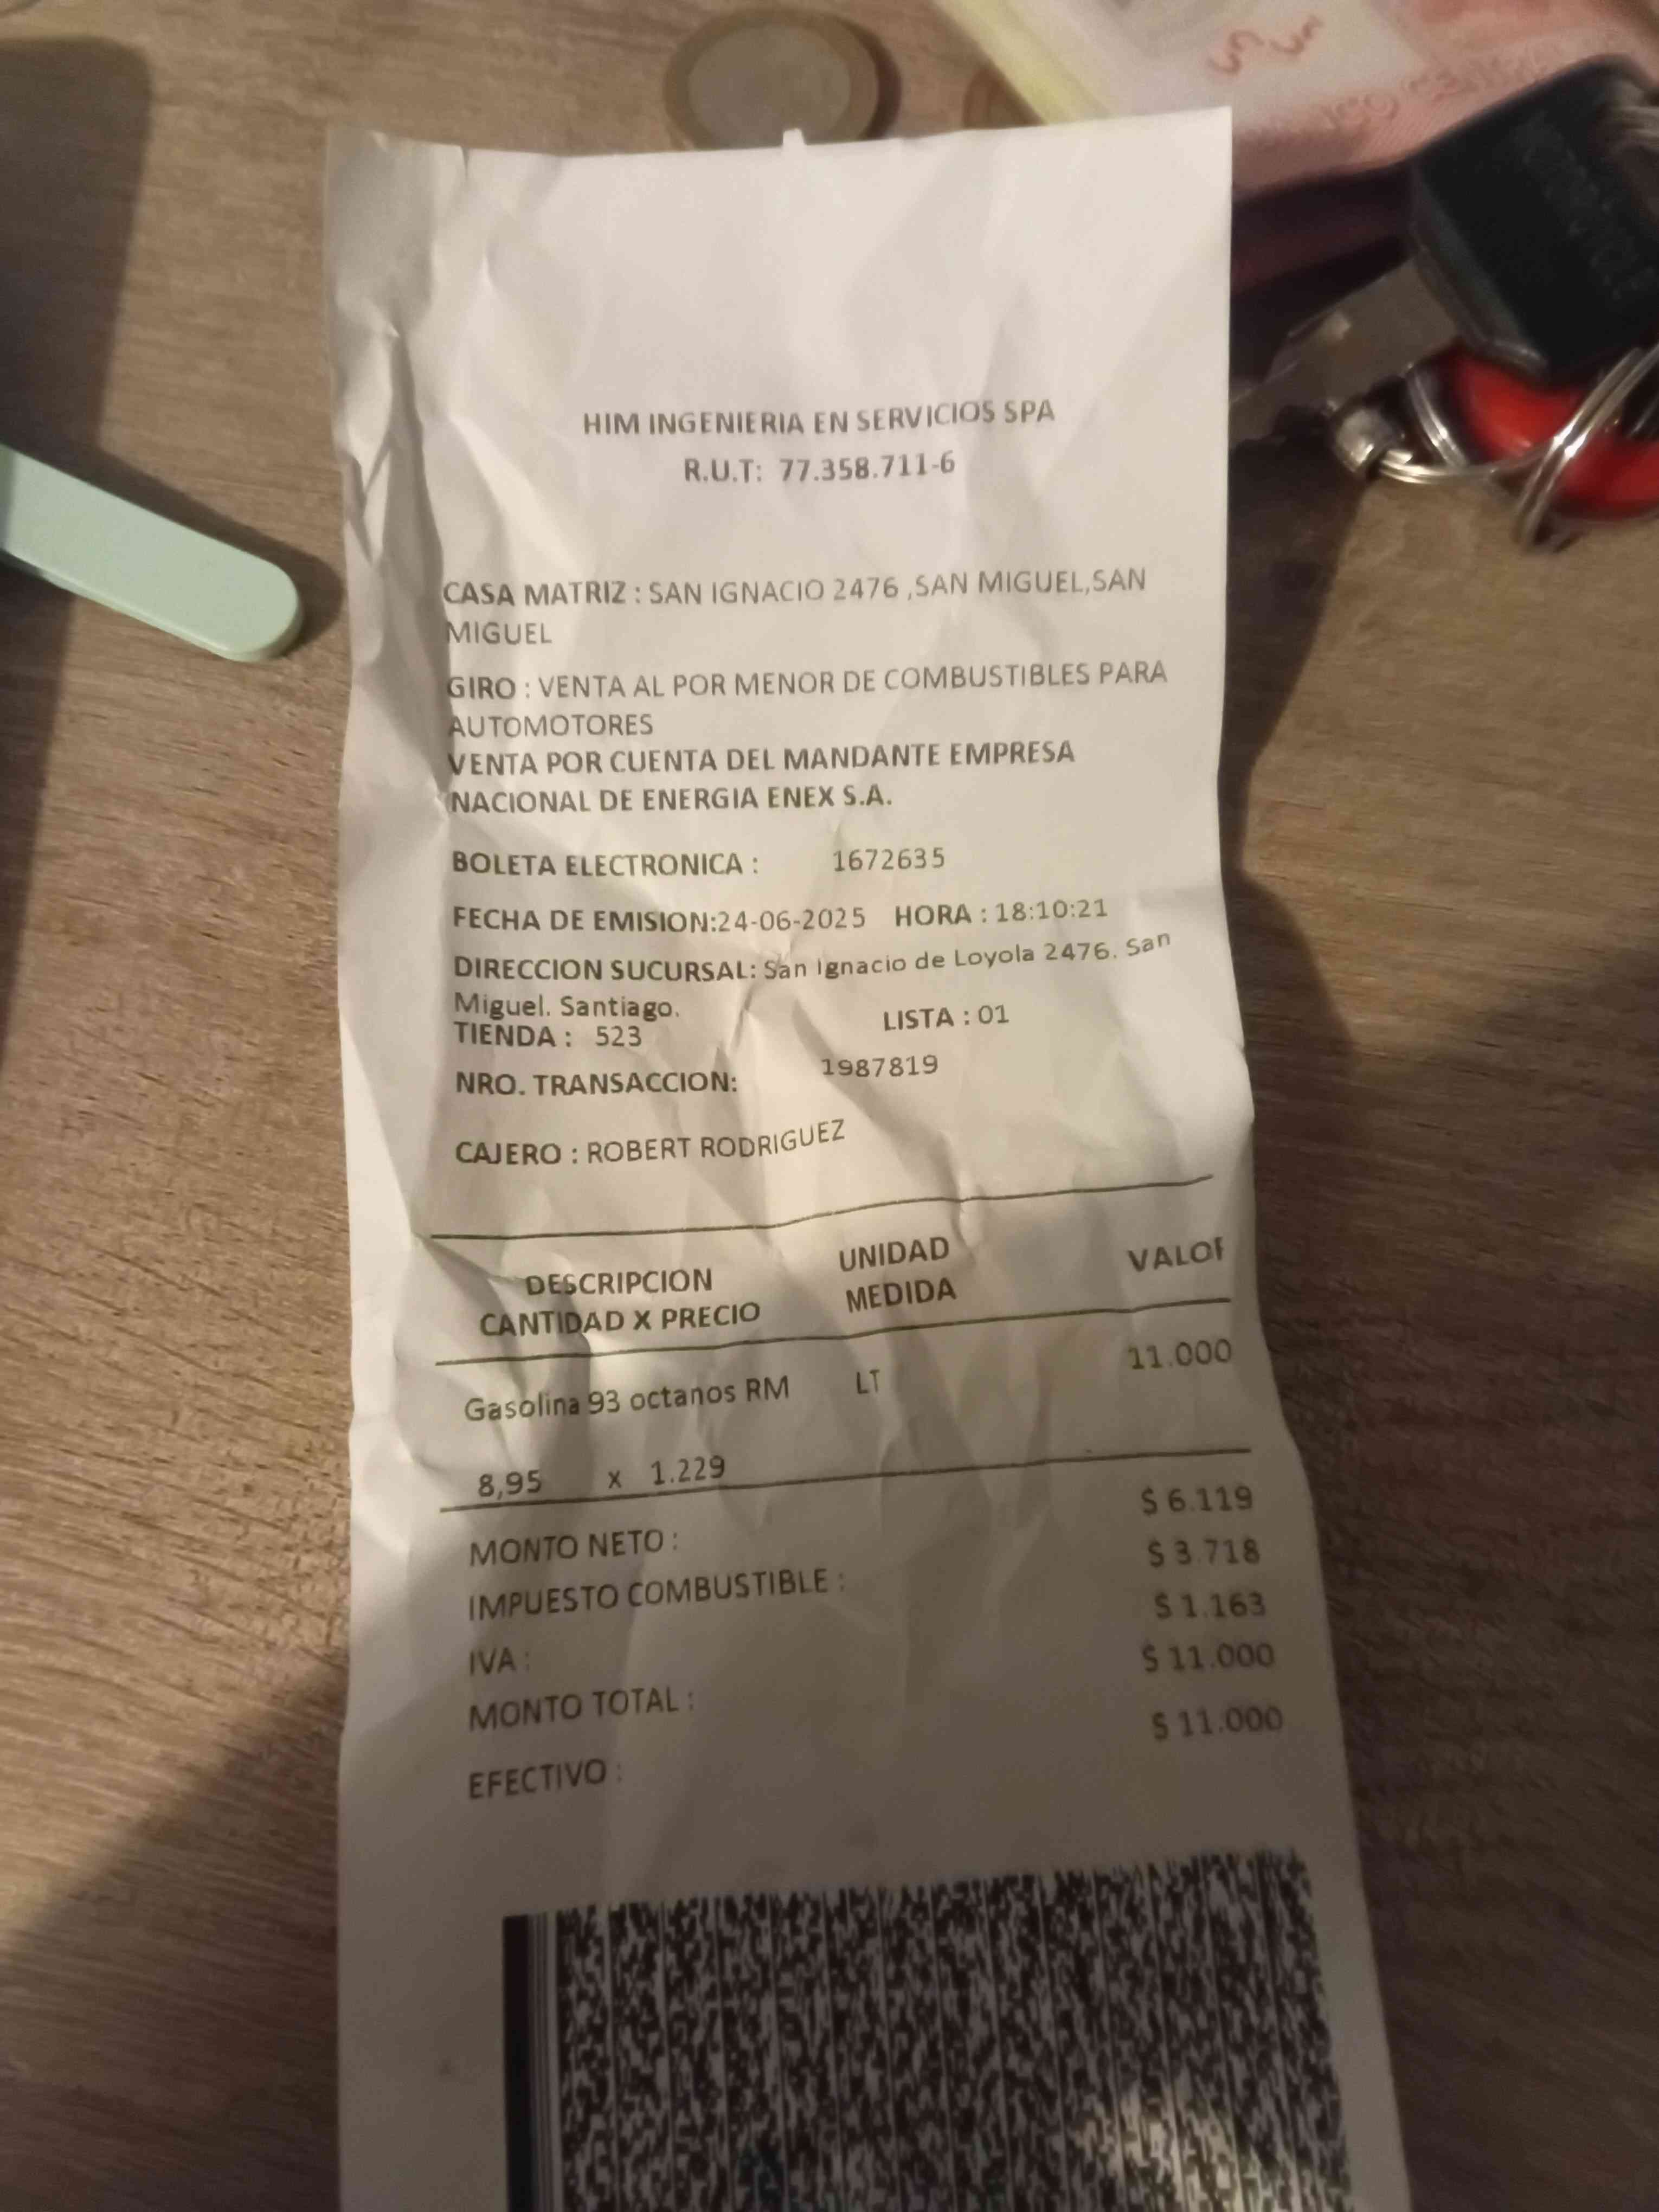 HIM INGENIERIA EN SERVICIOS SPA
R.U.T: 77.358.711-6
CASA MATRIZ : SAN IGNACIO 2476 ,SAN MIGUEL,SAN
MIGUEL
GIRO : VENTA AL POR MENOR DE COMBUSTIBLES PARA
AUTOMOTORES
VENTA POR CUENTA DEL MANDANTE EMPRESA
NACIONAL DE ENERGIA ENEX S.A.
BOLETA ELECTRONICA : 1672635
FECHA DE EMISION:24-06-2025 HORA : 18:10:21
DIRECCION SUCURSAL: San Ignacio de Loyola 2476. San
Miguel. Santiago.
TIENDA : 523 LISTA : 01
NRO. TRANSACCION: 1987819
CAJERO : ROBERT RODRIGUEZ
DESCRIPCION UNIDAD VALOR
CANTIDAD X PRECIO MEDIDA
Gasolina 93 octanos RM LT 11.000
8,95 x 1.229
MONTO NETO : $ 6.119
IMPUESTO COMBUSTIBLE : $ 3.718
IVA : $ 1.163
MONTO TOTAL : $ 11.000
EFECTIVO : $ 11.000